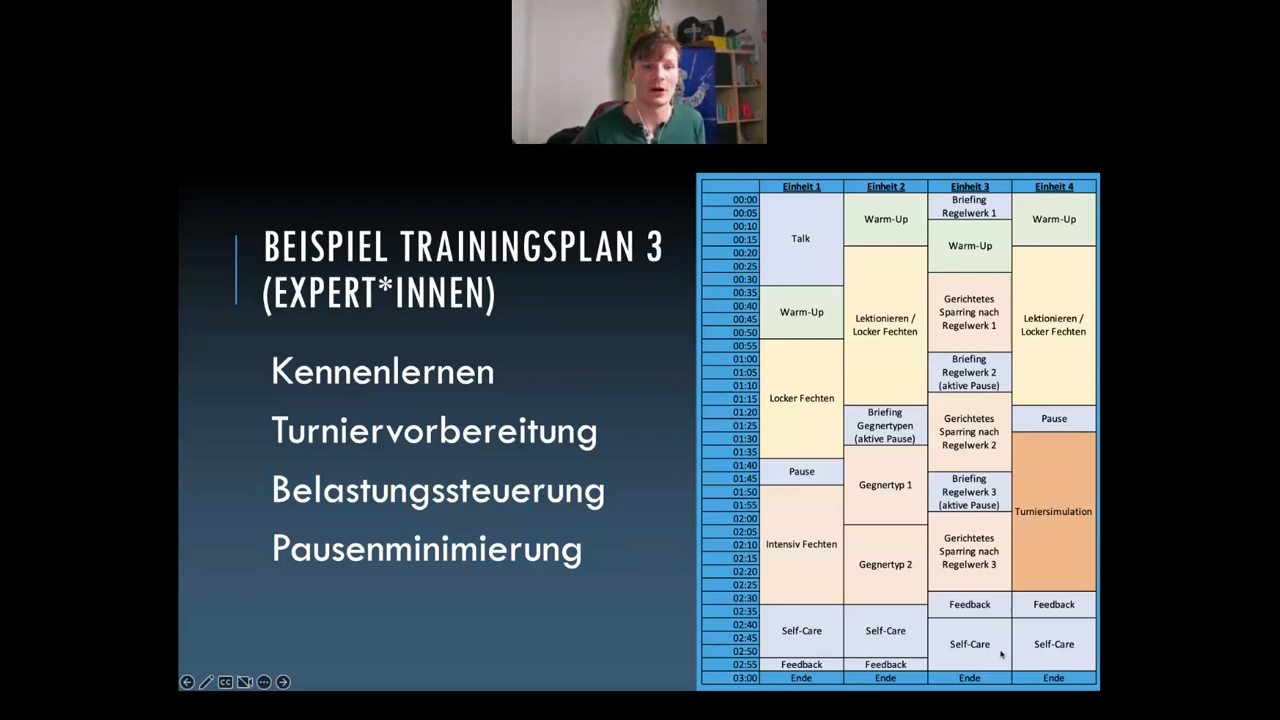 BEISPIEL TRAININGSPLAN 3
(EXPERT*INNEN)
Kennenlernen
Turniervorbereitung
Belastungssteuerung
Pausenminimierung
Einheit 1 Einheit 2 Einheit 3 Einheit 4
00:00
00:05
00:10
00:15
00:20
00:25
00:30
00:35
00:40
00:45
00:50
00:55
01:00
01:05
01:10
01:15
01:20
01:25
01:30
01:35
01:40
01:45
01:50
01:55
02:00
02:05
02:10
02:15
02:20
02:25
02:30
02:35
02:40
02:45
02:50
02:55
03:00
Talk
Warm-Up
Locker Fechten
Pause
Intensiv Fechten
Self-Care
Feedback
Ende
Warm-Up
Lektionieren /
Locker Fechten
Briefing
Gegnertypen
(aktive Pause)
Gegnertyp 1
Gegnertyp 2
Self-Care
Feedback
Ende
Briefing
Regelwerk 1
Warm-Up
Gerichtetes
Sparring nach
Regelwerk 1
Briefing
Regelwerk 2
(aktive Pause)
Gerichtetes
Sparring nach
Regelwerk 2
Briefing
Regelwerk 3
(aktive Pause)
Gerichtetes
Sparring nach
Regelwerk 3
Feedback
Self-Care
Ende
Warm-Up
Lektionieren /
Locker Fechten
Pause
Turniersimulation
Feedback
Self-Care
Ende
CC